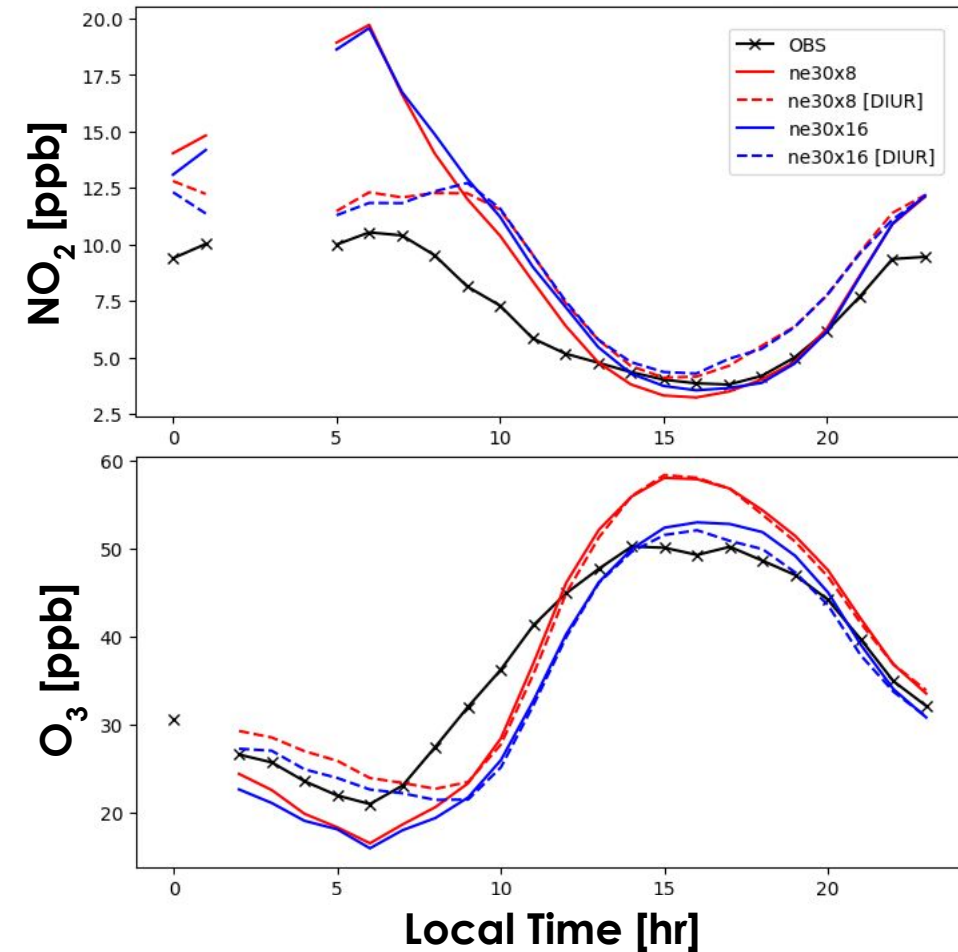 NO2 [ppb]
20.0
17.5
15.0
12.5
10.0
7.5
5.0
2.5
OBS
ne30x8
ne30x8 [DIUR]
ne30x16
ne30x16 [DIUR]
0 5 10 15 20
O3 [ppb]
60
50
40
30
20
0 5 10 15 20
Local Time [hr]